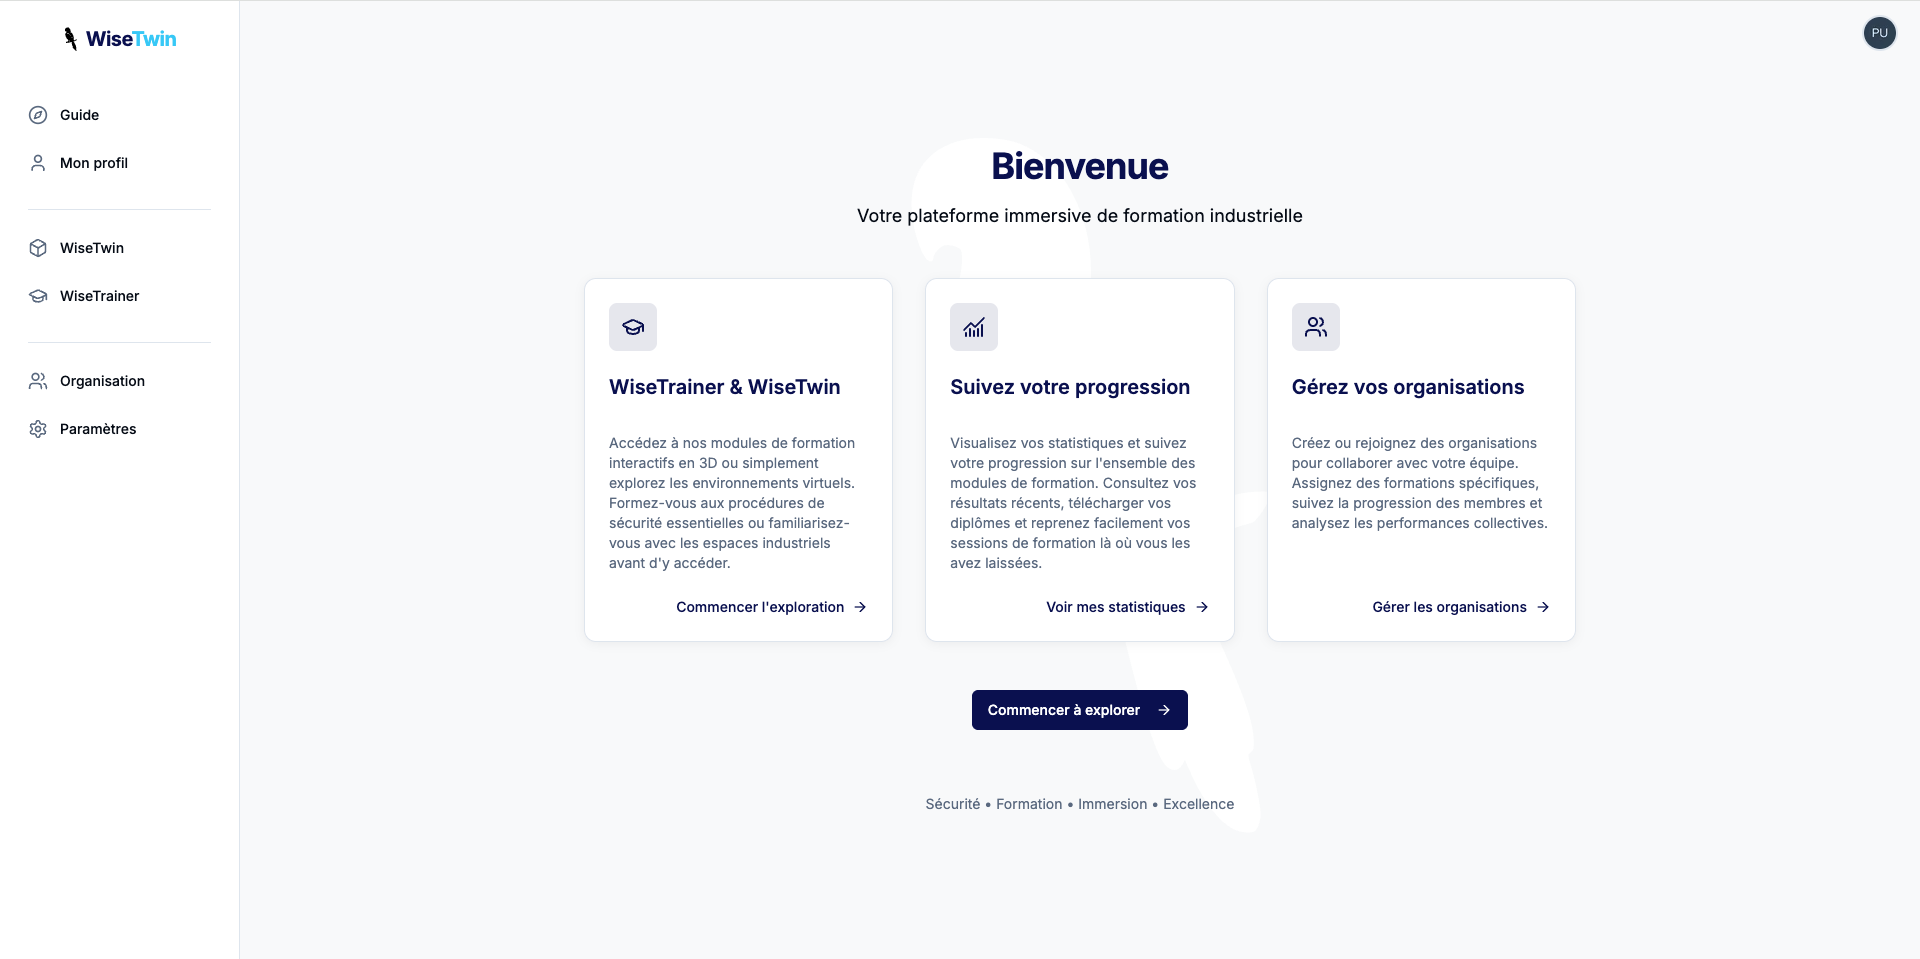 WiseTwin
PU
Guide
Mon profil
WiseTwin
WiseTrainer
Organisation
Paramètres
Bienvenue
Votre plateforme immersive de formation industrielle
WiseTrainer & WiseTwin
Accédez à nos modules de formation
interactifs en 3D ou simplement
explorez les environnements virtuels.
Formez-vous aux procédures de
sécurité essentielles ou familiarisez-
vous avec les espaces industriels
avant d'y accéder.
Commencer l'exploration
Suivez votre progression
Visualisez vos statistiques et suivez
votre progression sur l'ensemble des
modules de formation. Consultez vos
résultats récents, télécharger vos
diplômes et reprenez facilement vos
sessions de formation là où vous les
avez laissées.
Voir mes statistiques
Gérez vos organisations
Créez ou rejoignez des organisations
pour collaborer avec votre équipe.
Assignez des formations spécifiques,
suivez la progression des membres et
analysez les performances collectives.
Gérer les organisations
Commencer à explorer
Sécurité • Formation • Immersion • Excellence